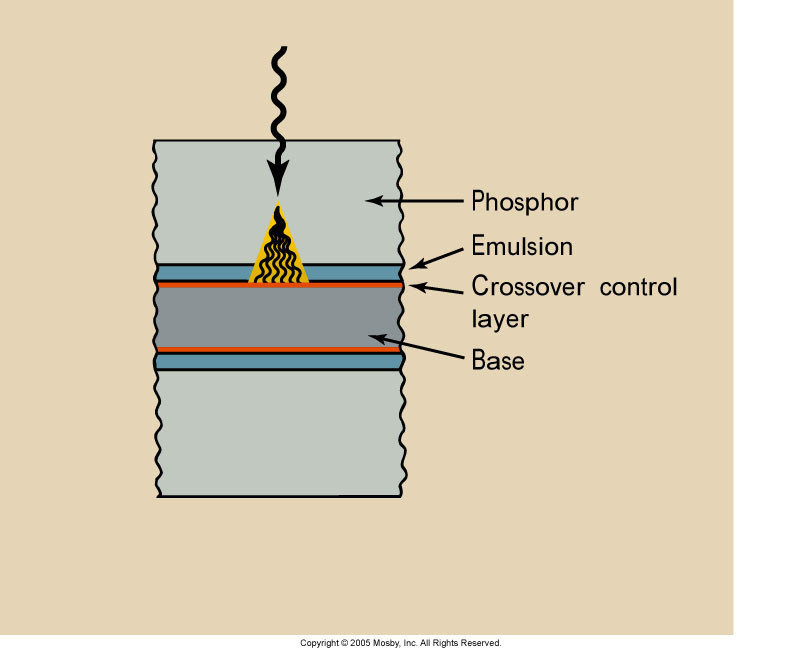 Phosphor
Emulsion
Crossover control
layer
Base
Copyright © 2005 Mosby, Inc. All Rights Reserved.